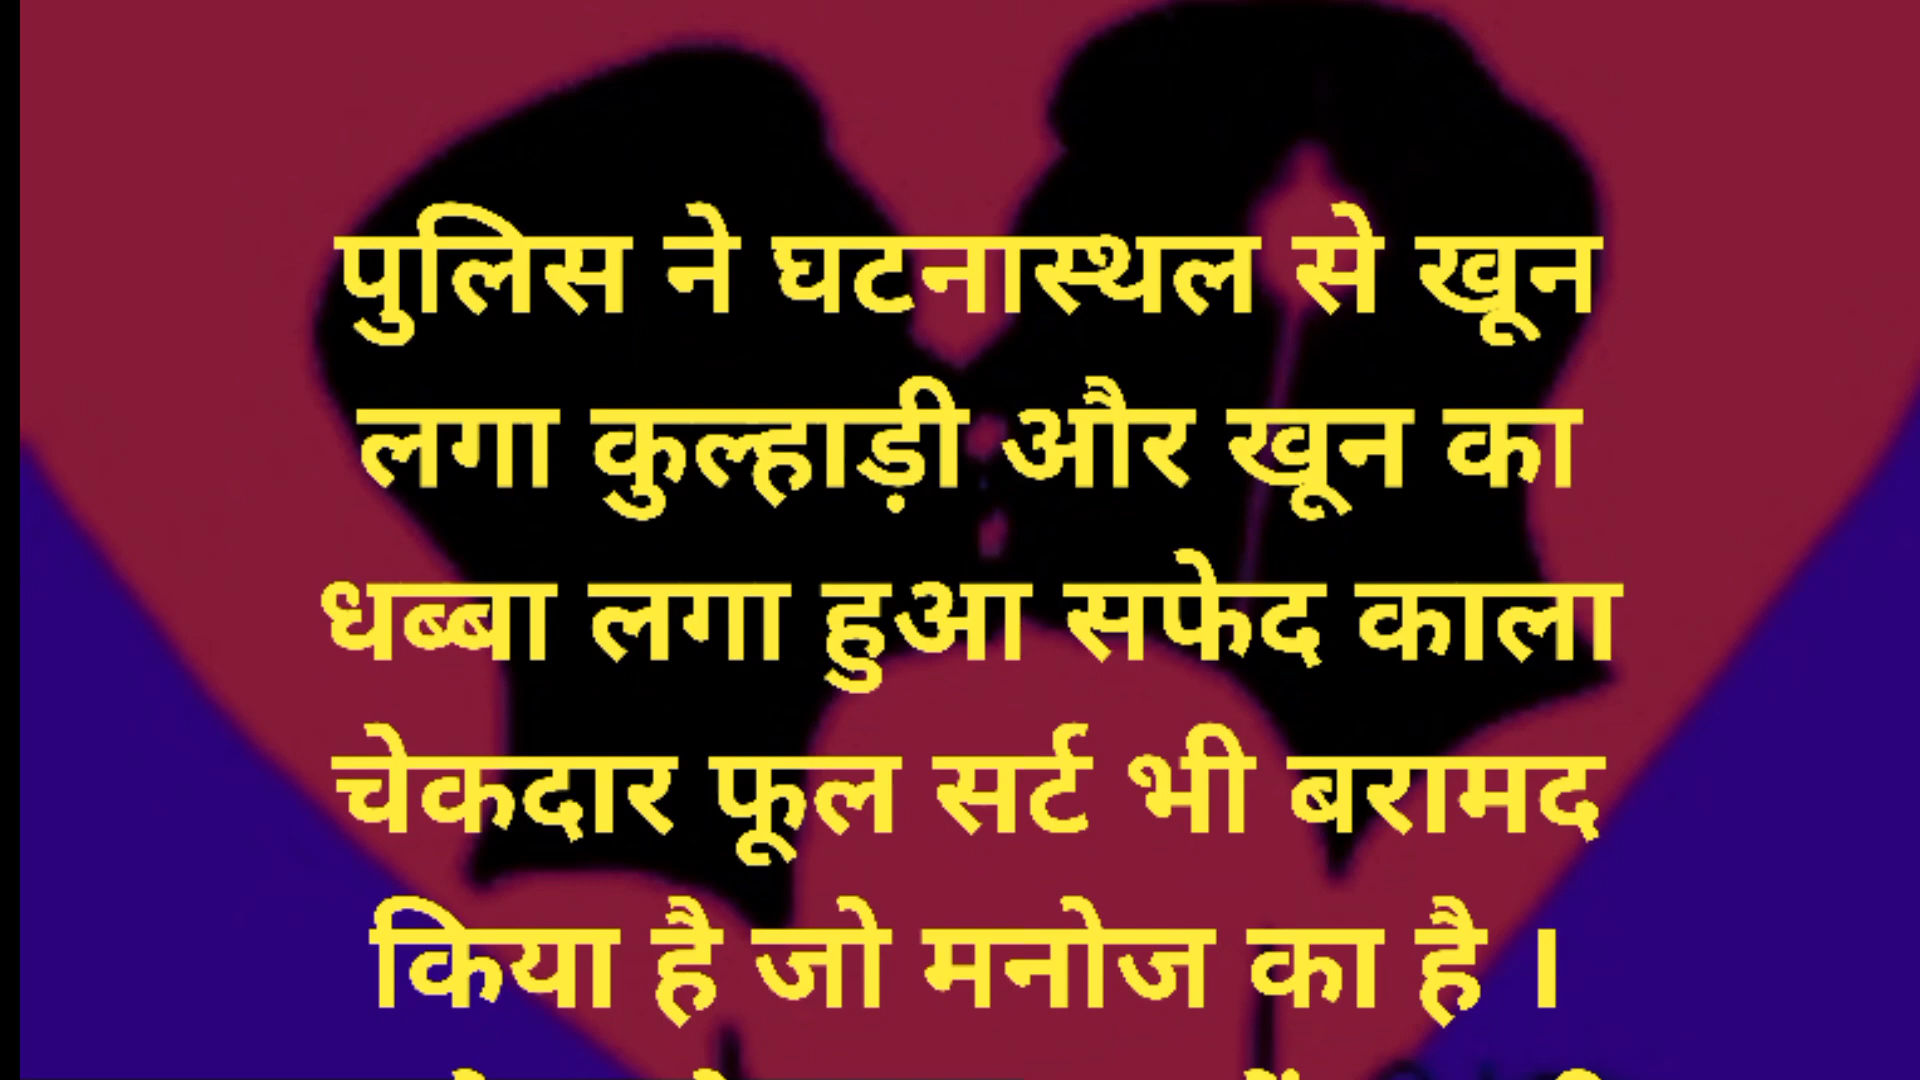 पुलिस ने घटनास्थल से खून
लगा कुल्हाड़ी और खून का
धब्बा लगा हुआ सफेद काला
चेकदार फूल सर्ट भी बरामद
किया है जो मनोज का है ।